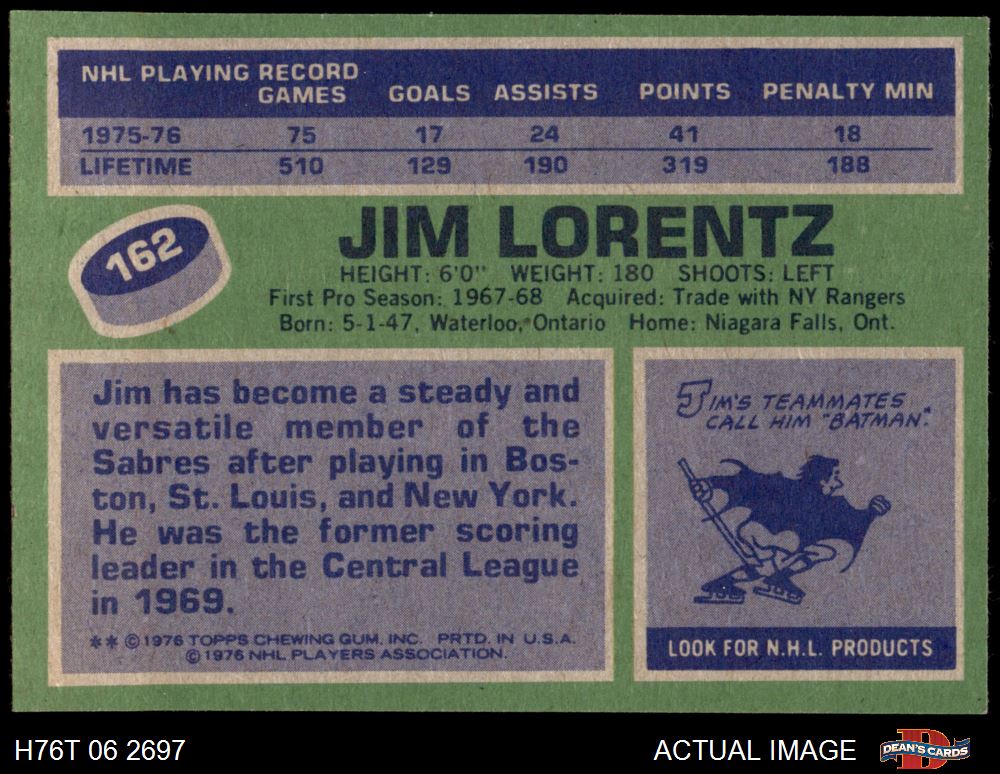 NHL PLAYING RECORD
GAMES GOALS ASSISTS POINTS PENALTY MIN
1975-76 75 17 24 41 18
LIFETIME 510 129 190 319 188
162
JIM LORENTZ
HEIGHT: 6'0" WEIGHT: 180 SHOOTS: LEFT
First Pro Season: 1967-68 Acquired: Trade with NY Rangers
Born: 5-1-47, Waterloo, Ontario Home: Niagara Falls, Ont.
Jim has become a steady and
versatile member of the
Sabres after playing in Bos-
ton, St. Louis, and New York.
He was the former scoring
leader in the Central League
in 1969.
** © 1976 TOPPS CHEWING GUM, INC. PRTD. IN U.S.A.
© 1976 NHL PLAYERS ASSOCIATION.
JIM'S TEAMMATES
CALL HIM "BATMAN".
LOOK FOR N.H.L. PRODUCTS
H76T 06 2697
ACTUAL IMAGE
DEAN'S CARDS